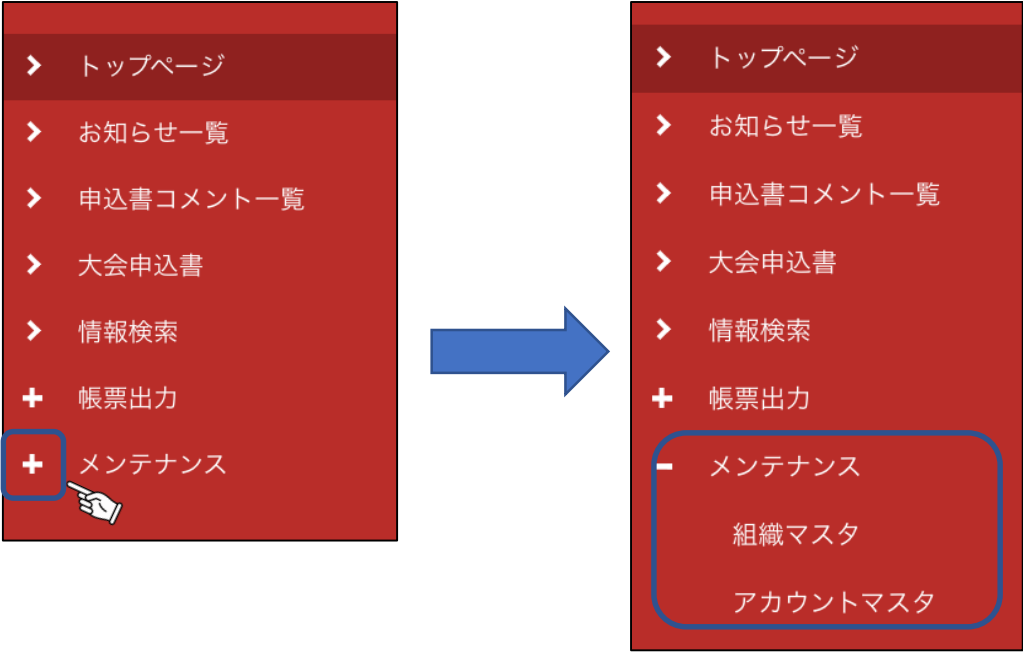 トップページ
お知らせ一覧
申込書コメント一覧
大会申込書
情報検索
帳票出力
メンテナンス
トップページ
お知らせ一覧
申込書コメント一覧
大会申込書
情報検索
帳票出力
メンテナンス
組織マスタ
アカウントマスタ